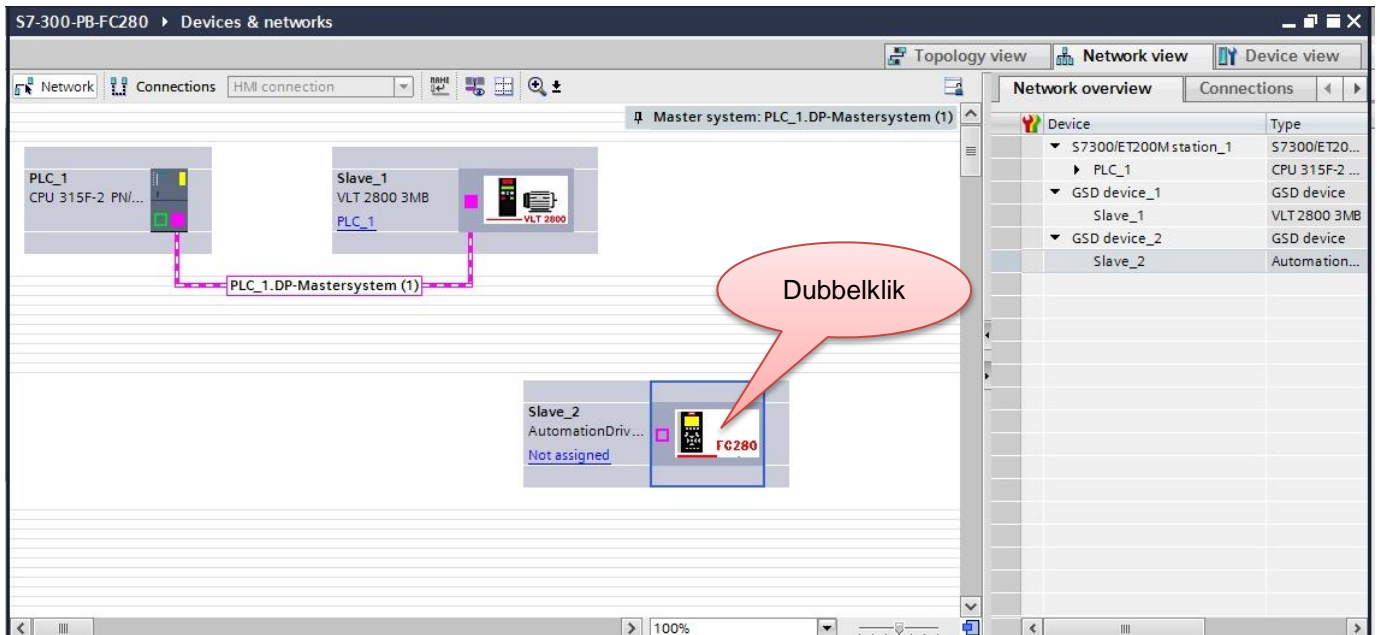 S7-300-PB-FC280 ▸ Devices & networks
Topology view
Network view
Device view
Network
Connections
HMI connection
Master system: PLC_1.DP-Mastersystem (1)
PLC_1
CPU 315F-2 PN/...
Slave_1
VLT 2800 3MB
PLC_1
VLT 2800
PLC_1.DP-Mastersystem (1)
Dubbelklik
Slave_2
AutomationDriv...
Not assigned
FC280
100%
Network overview
Connections
Device Type
S7300/ET200M station_1 S7300/ET20...
PLC_1 CPU 315F-2 ...
GSD device_1 GSD device
Slave_1 VLT 2800 3MB
GSD device_2 GSD device
Slave_2 Automation...